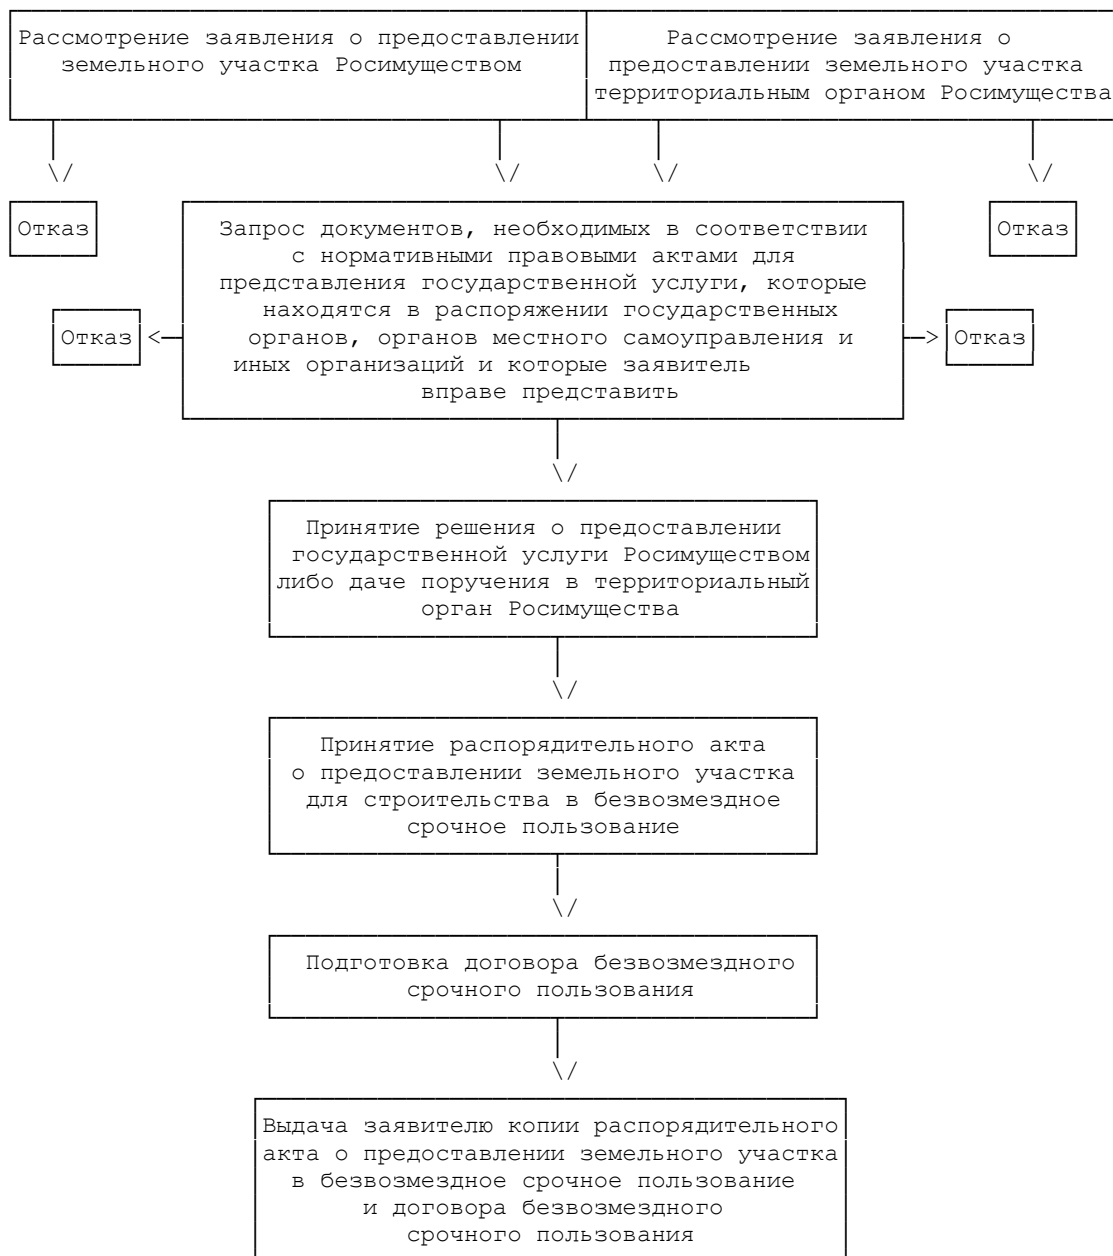 Рассмотрение заявления о предоставлении
земельного участка Росимуществом
Рассмотрение заявления о
предоставлении земельного участка
территориальным органом Росимущества
Отказ
Запрос документов, необходимых в соответствии
с нормативными правовыми актами для
представления государственной услуги, которые
находятся в распоряжении государственных
органов, органов местного самоуправления и
иных организаций и которые заявитель
вправе представить
Отказ
Отказ
Отказ
Принятие решения о предоставлении
государственной услуги Росимуществом
либо даче поручения в территориальный
орган Росимущества
Принятие распорядительного акта
о предоставлении земельного участка
для строительства в безвозмездное
срочное пользование
Подготовка договора безвозмездного
срочного пользования
Выдача заявителю копии распорядительного
акта о предоставлении земельного участка
в безвозмездное срочное пользование
и договора безвозмездного
срочного пользования